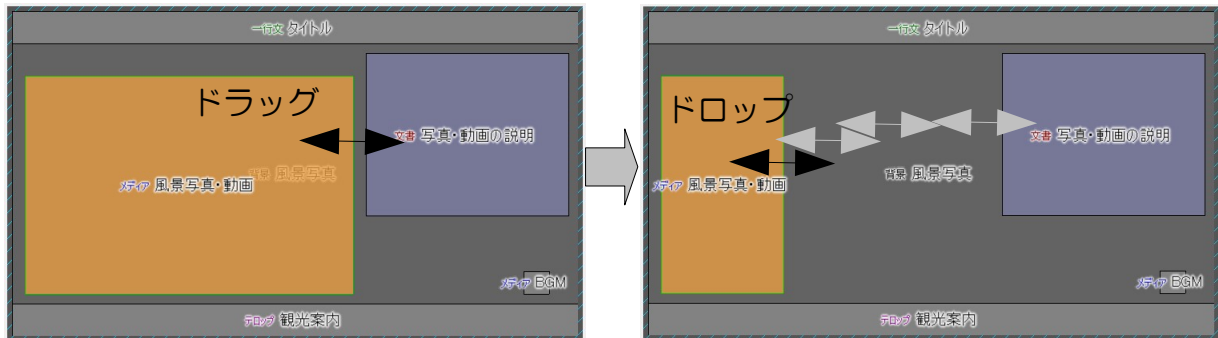 一行文 タイトル
ドラッグ
文書 写真・動画の説明
背景 風景写真
メディア 風景写真・動画
メディア BGM
テロップ 観光案内
一行文 タイトル
ドロップ
文書 写真・動画の説明
背景 風景写真
メディア 風景写真・動画
メディア BGM
テロップ 観光案内